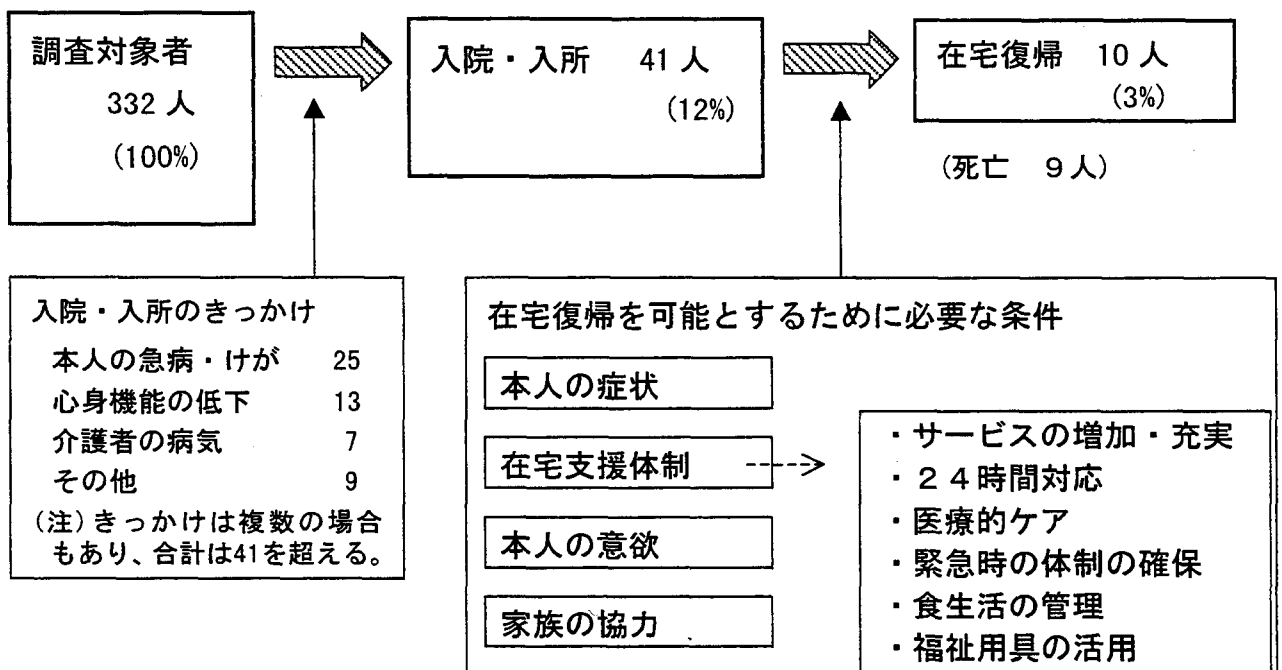 調査対象者
332 人
(100%)
入院・入所 41 人
(12%)
在宅復帰 10 人
(3%)
(死亡 9人)
入院・入所のきっかけ
本人の急病・けが 25
心身機能の低下 13
介護者の病気 7
その他 9
(注)きっかけは複数の場合
もあり、合計は41を超える。
在宅復帰を可能とするために必要な条件
本人の症状
在宅支援体制
本人の意欲
家族の協力
・サービスの増加・充実
・24時間対応
・医療的ケア
・緊急時の体制の確保
・食生活の管理
・福祉用具の活用